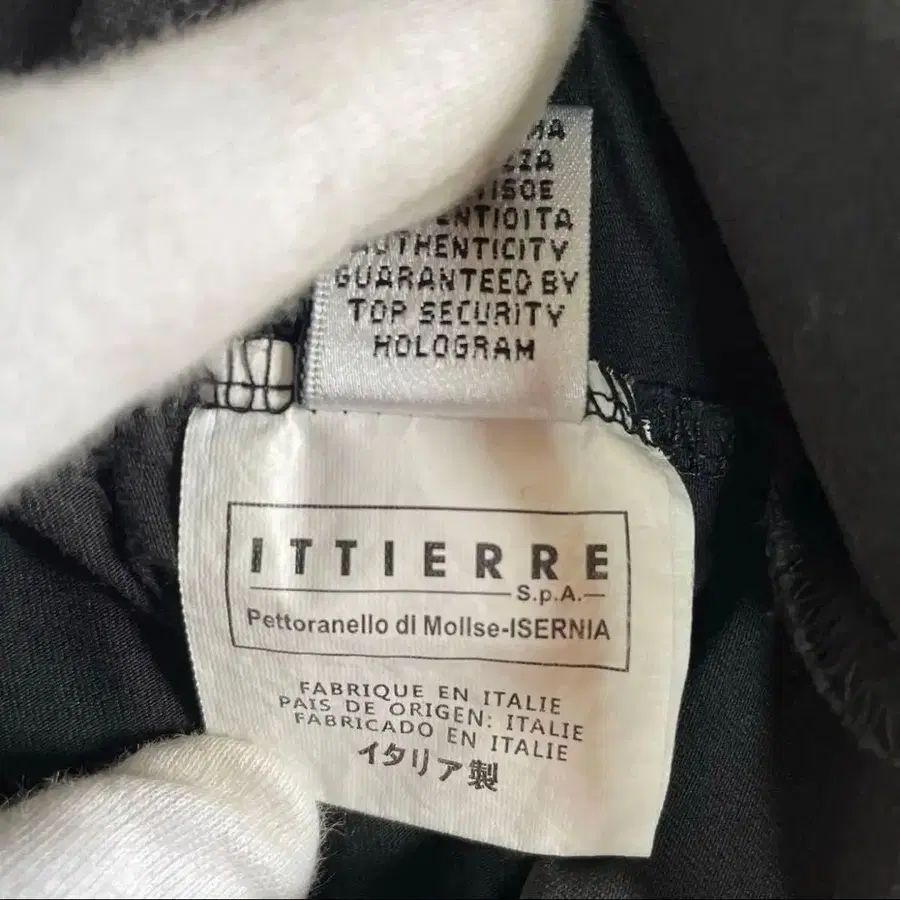 AUTHENTICITY
GUARANTEED BY
TOP SECURITY
HOLOGRAM
ITTIERRE
S.p.A.
Pettoranello di Mollse-ISERNIA
FABRIQUE EN ITALIE
PAIS DE ORIGEN: ITALIE
FABRICADO EN ITALIE
イタリア製